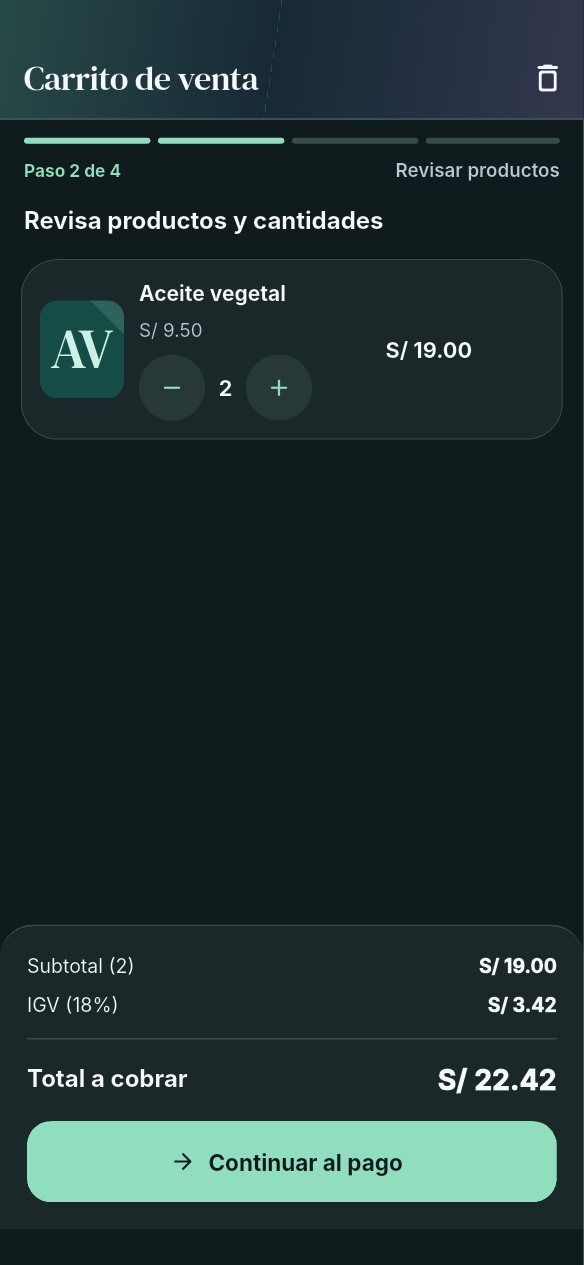 Carrito de venta
Paso 2 de 4
Revisar productos
Revisa productos y cantidades
AV
Aceite vegetal
S/ 9.50
− 2 +
S/ 19.00
Subtotal (2) S/ 19.00
IGV (18%) S/ 3.42
Total a cobrar S/ 22.42
→ Continuar al pago